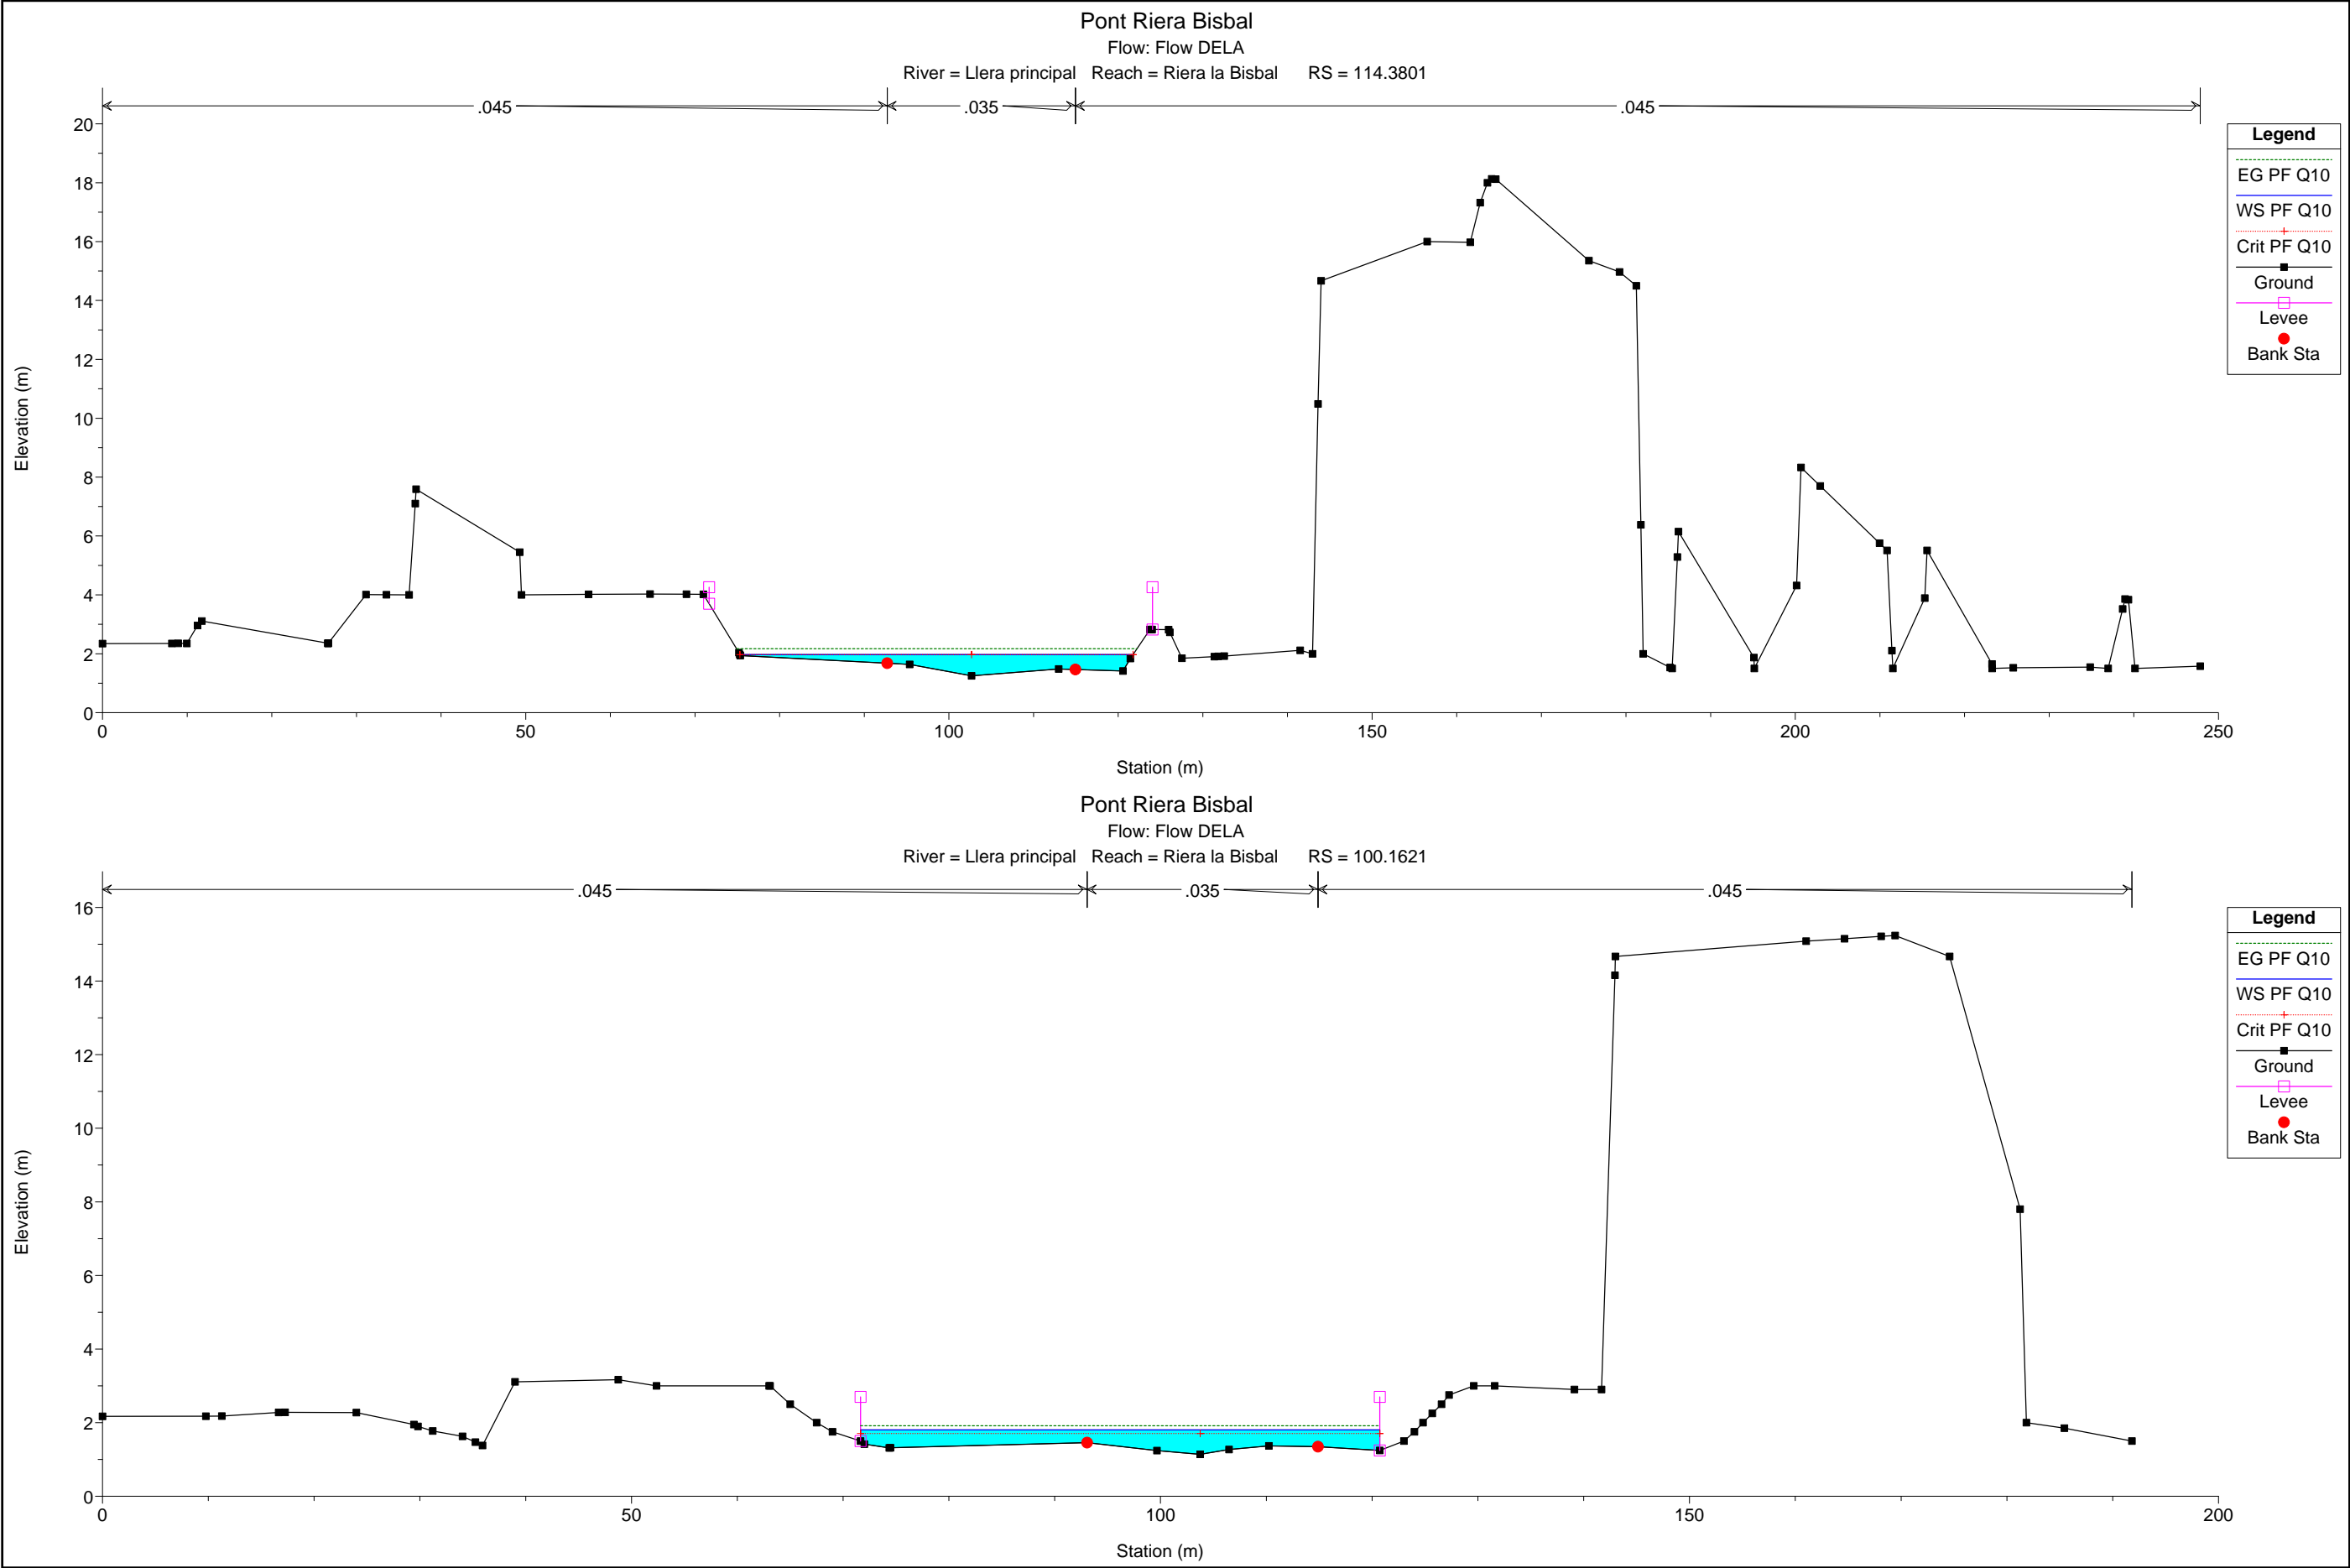 Pont Riera Bisbal
Flow: Flow DELA
River = Llera principal Reach = Riera la Bisbal RS = 114.3801
.045 .035 .045
20
18
16
14
12
10
8
6
4
2
0
Elevation (m)
0 50 100 150 200 250
Station (m)
Legend
EG PF Q10
WS PF Q10
Crit PF Q10
Ground
Levee
Bank Sta
Pont Riera Bisbal
Flow: Flow DELA
River = Llera principal Reach = Riera la Bisbal RS = 100.1621
.045 .035 .045
16
14
12
10
8
6
4
2
0
Elevation (m)
0 50 100 150 200
Station (m)
Legend
EG PF Q10
WS PF Q10
Crit PF Q10
Ground
Levee
Bank Sta